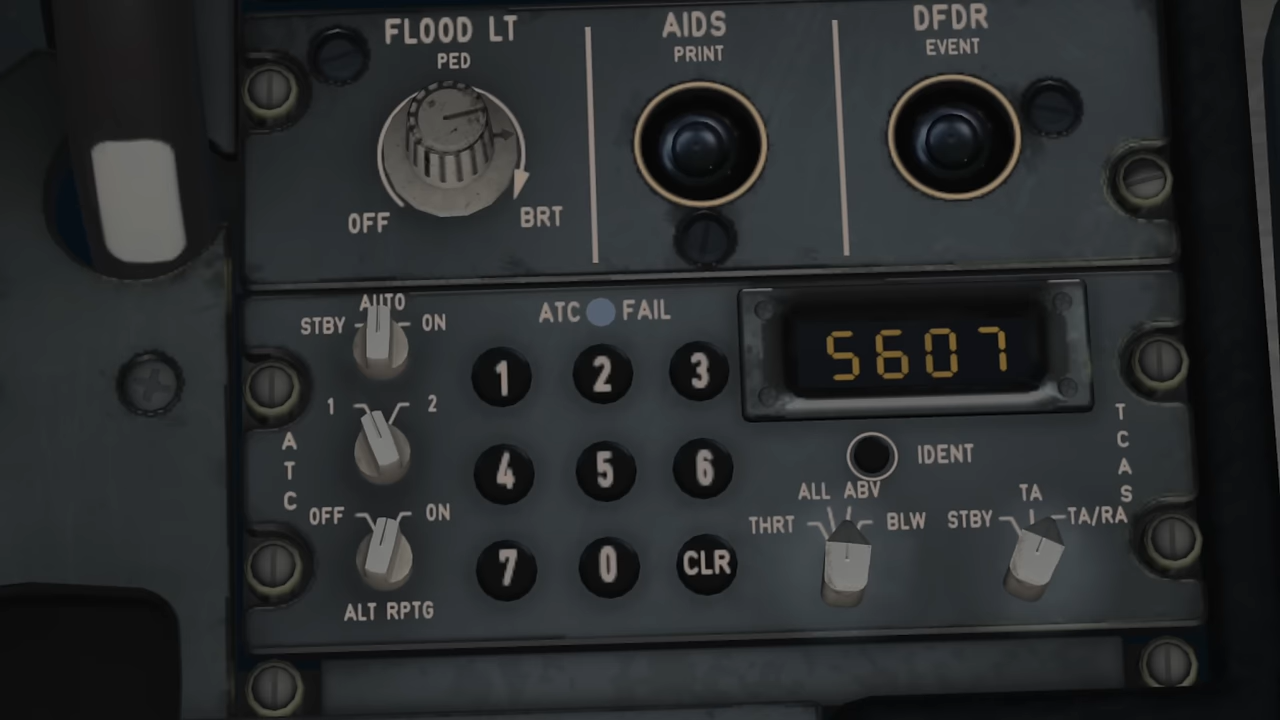 FLOOD LT
PED
OFF
BRT
AIDS
PRINT
DFDR
EVENT
AUTO
STBY
ON
ATC FAIL
1
2
ATC
OFF
ON
ALT RPTG
1 2 3
4 5 6
7 0 CLR
5607
IDENT
TCAS
THRT
ALL
ABV
BLW
STBY
TA
TA/RA